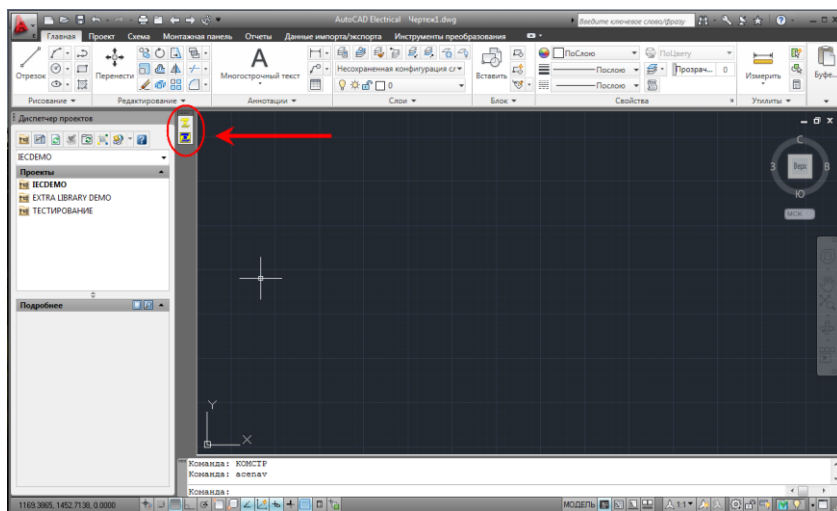 AutoCAD Electrical Чертеж1.dwg
Введите ключевое слово/фразу
Главная Проект Схема Монтажная панель Отчеты Данные импорта/экспорта Инструменты преобразования
Отрезок
Перенести
А
Многострочный текст
Несохраненная конфигурация сл
0
Вставить
ПоСлою
Послою
Послою
ПоЦвету
Прозрач... 0
Измерить
Буфе...
Рисование
Редактирование
Аннотации
Слои
Блок
Свойства
Утилиты
Диспетчер проектов
IECDEMO
Проекты
IECDEMO
EXTRA LIBRARY DEMO
ТЕСТИРОВАНИЕ
Подробнее
С
З Верх В
Ю
МСК
Y
X
Команда: КОМСТР
Команда: acenav
Команда:
1169.3865, 1452.7138, 0.0000
МОДЕЛЬ
1:1